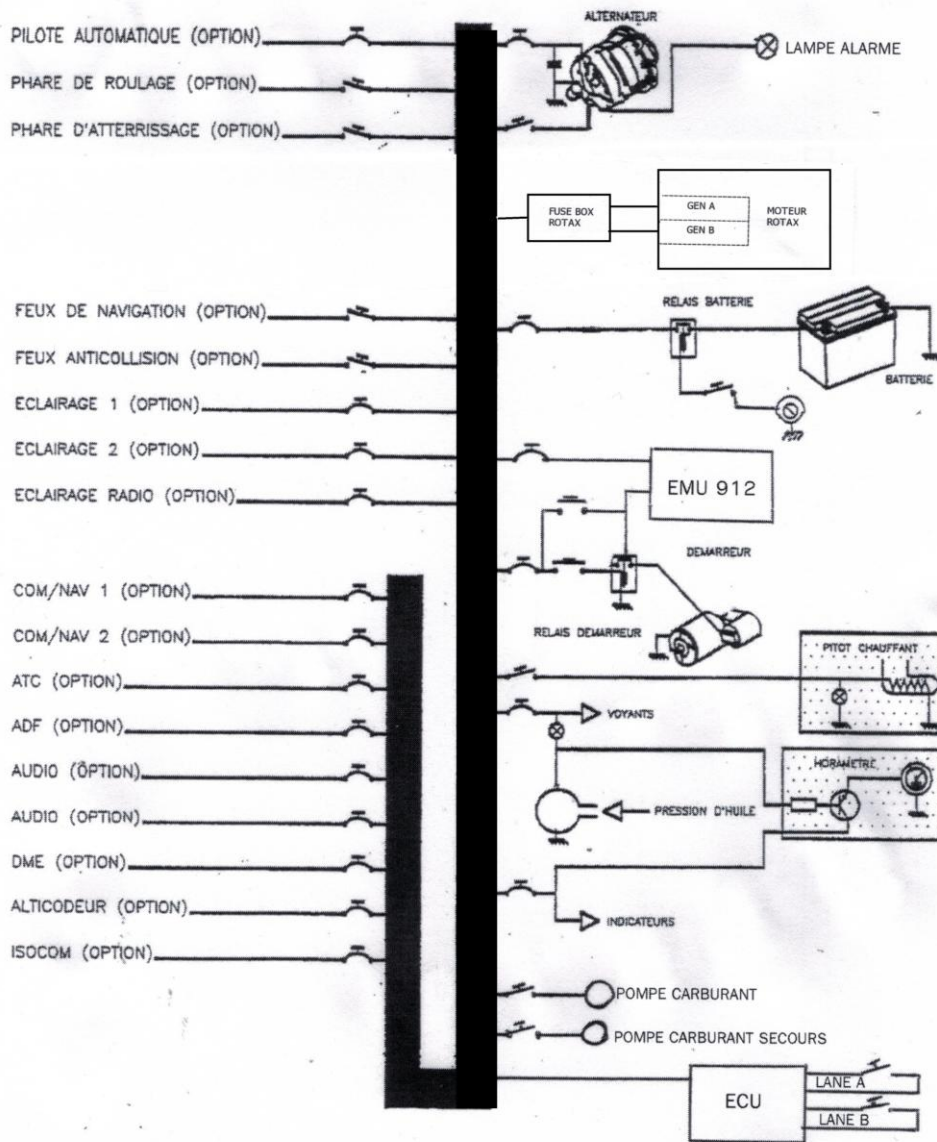 ALTERNATEUR
PILOTE AUTOMATIQUE (OPTION)
LAMPE ALARME
PHARE DE ROULAGE (OPTION)
PHARE D'ATTERRISSAGE (OPTION)
FUSE BOX
ROTAX
GEN A
GEN B
MOTEUR
ROTAX
FEUX DE NAVIGATION (OPTION)
RELAIS BATTERIE
FEUX ANTICOLLISION (OPTION)
BATTERIE
ECLAIRAGE 1 (OPTION)
ECLAIRAGE 2 (OPTION)
EMU 912
ECLAIRAGE RADIO (OPTION)
DEMARREUR
COM/NAV 1 (OPTION)
RELAIS DEMARREUR
COM/NAV 2 (OPTION)
PITOT CHAUFFANT
ATC (OPTION)
VOYANTS
ADF (OPTION)
HORAMETRE
AUDIO (OPTION)
PRESSION D'HUILE
AUDIO (OPTION)
DME (OPTION)
ALTICODEUR (OPTION)
INDICATEURS
ISOCOM (OPTION)
POMPE CARBURANT
POMPE CARBURANT SECOURS
ECU
LANE A
LANE B